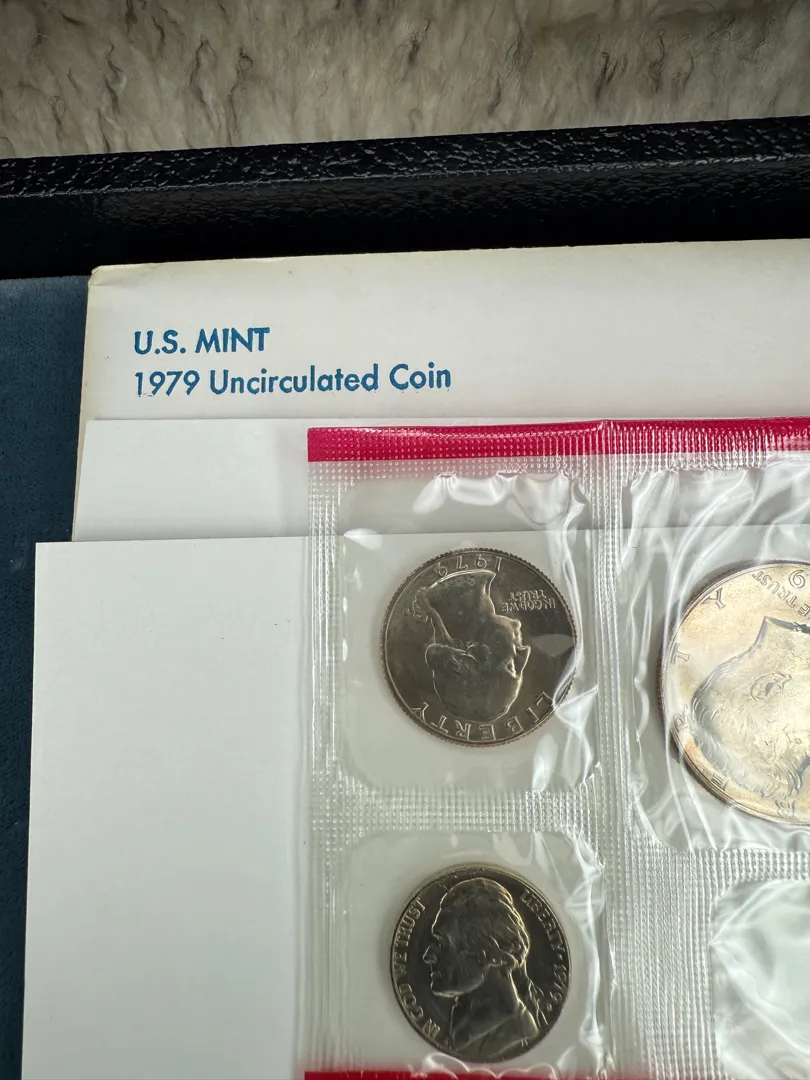 U.S. MINT
1979 Uncirculated Coin
1979
IN GOD WE
TRUST
LIBERTY
IN GOD WE TRUST
LIBERTY · 1979